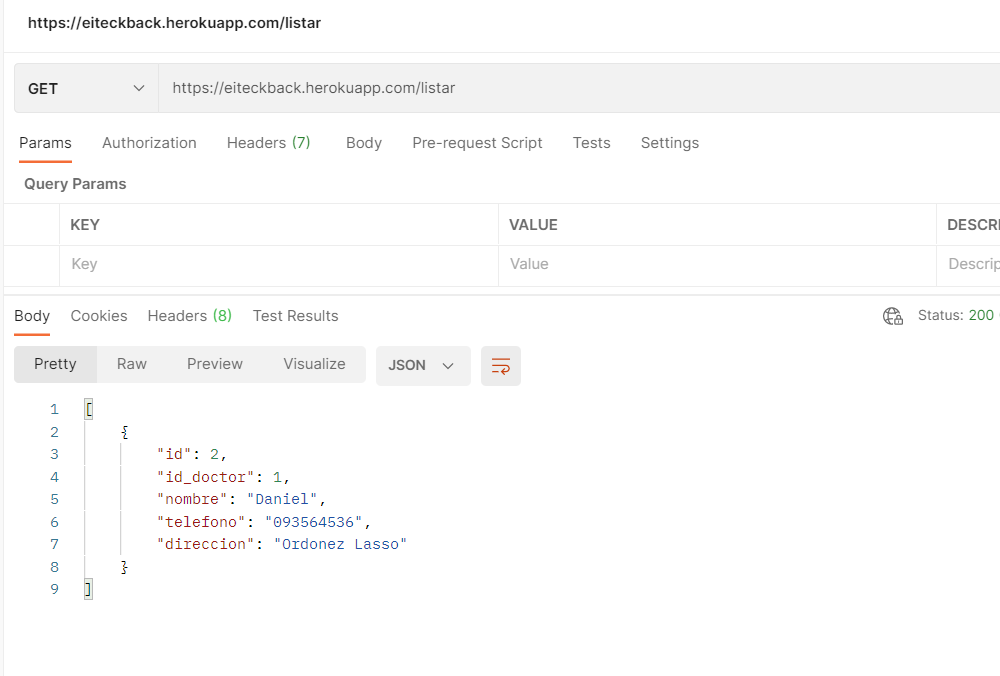 https://eiteckback.herokuapp.com/listar
GET https://eiteckback.herokuapp.com/listar
Params Authorization Headers (7) Body Pre-request Script Tests Settings
Query Params
KEY VALUE DESCRI
Key Value Descrip
Body Cookies Headers (8) Test Results Status: 200
Pretty Raw Preview Visualize JSON
1 [
2 {
3 "id": 2,
4 "id_doctor": 1,
5 "nombre": "Daniel",
6 "telefono": "093564536",
7 "direccion": "Ordonez Lasso"
8 }
9 ]